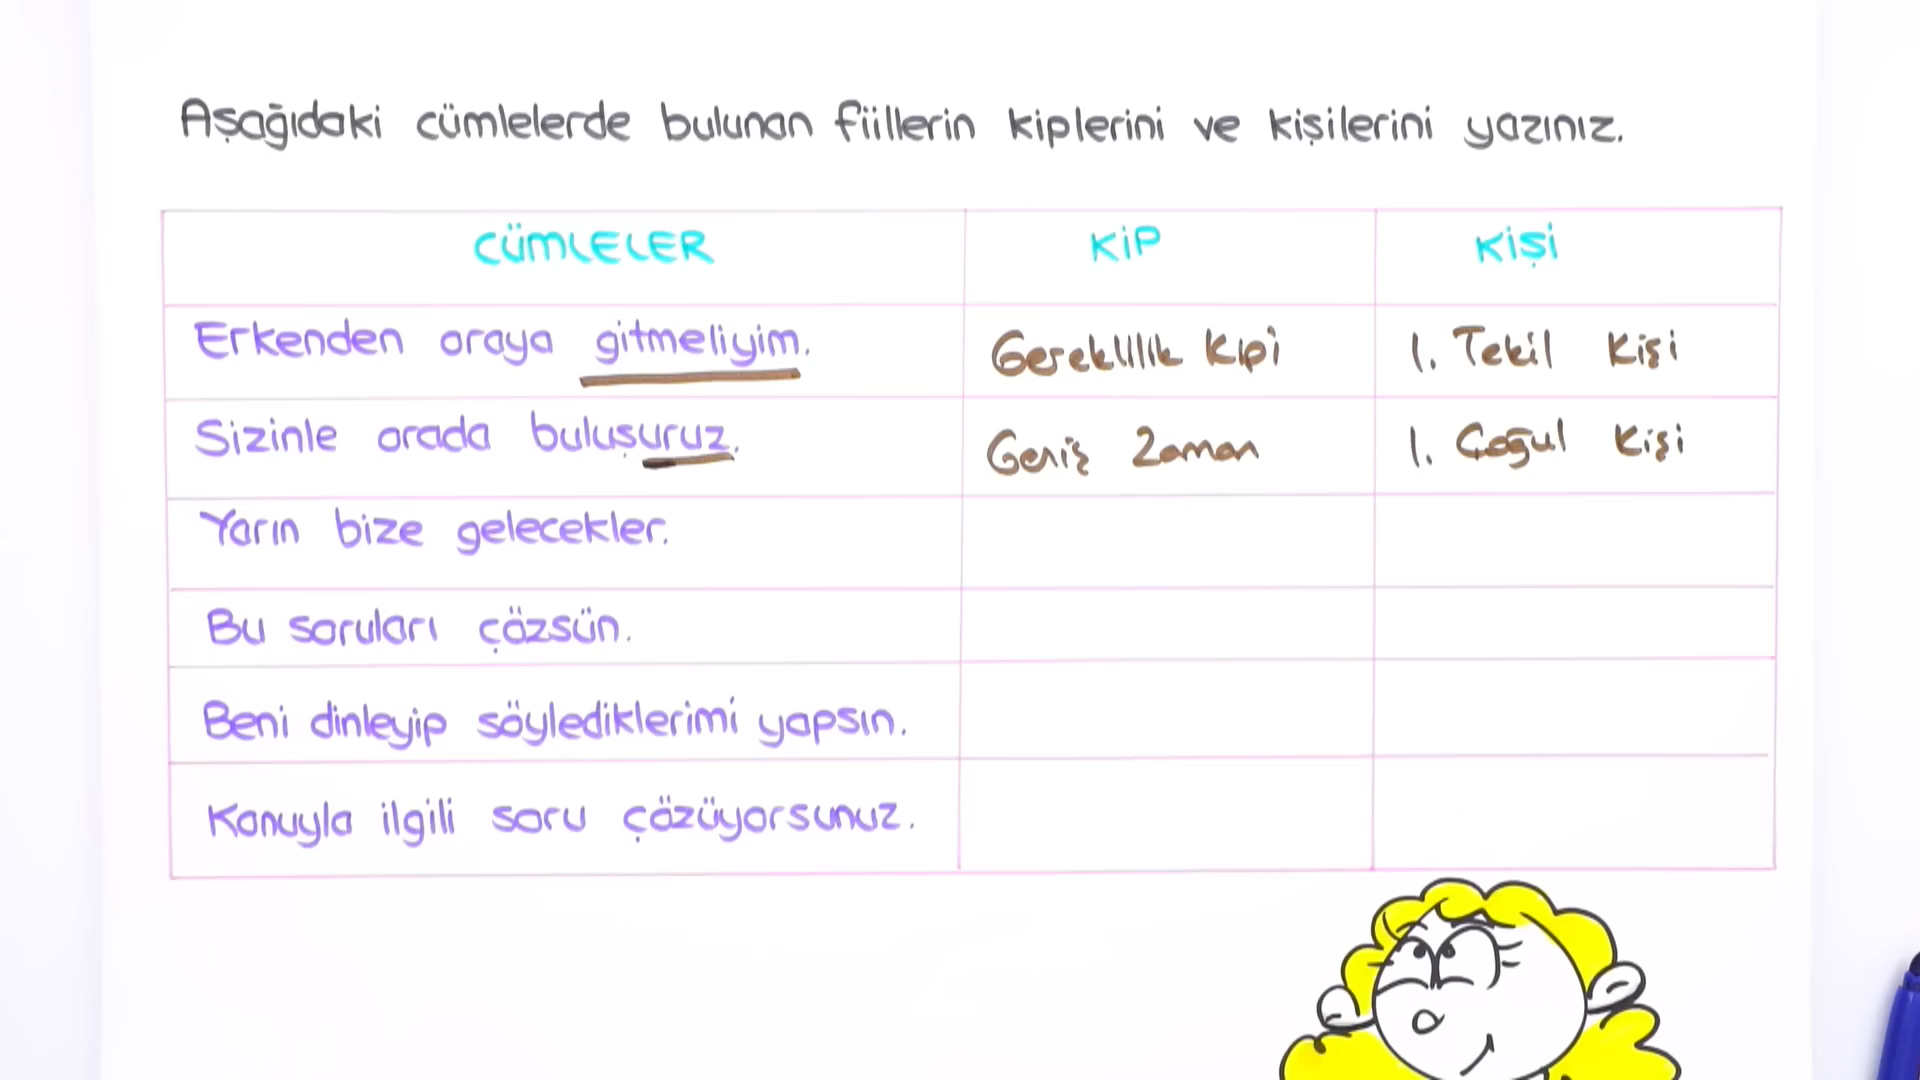 Aşağıdaki cümlelerde bulunan fiillerin kiplerini ve kişilerini yazınız.
CÜMLELER KİP KİŞİ
Erkenden oraya gitmeliyim. Gereklilik Kipi 1. Tekil Kişi
Sizinle orada buluşuruz. Geniş Zaman 1. Çoğul Kişi
Yarın bize gelecekler.
Bu soruları çözsün.
Beni dinleyip söylediklerimi yapsın.
Konuyla ilgili soru çözüyorsunuz.